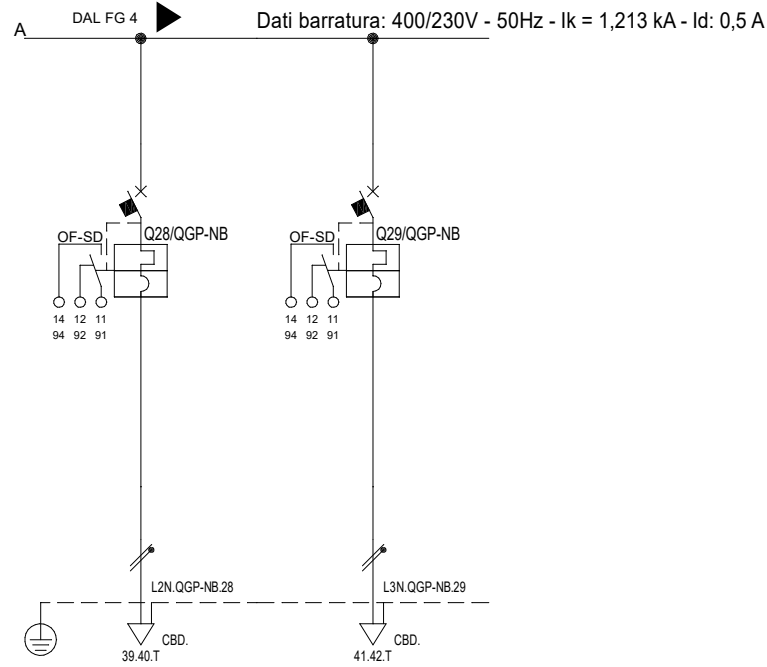 DAL FG 4
Dati barratura: 400/230V - 50Hz - Ik = 1,213 kA - Id: 0,5 A
A
OF-SD Q28/QGP-NB
OF-SD Q29/QGP-NB
14 12 11
94 92 91
14 12 11
94 92 91
L2N.QGP-NB.28
L3N.QGP-NB.29
CBD.
39.40.T
CBD.
41.42.T